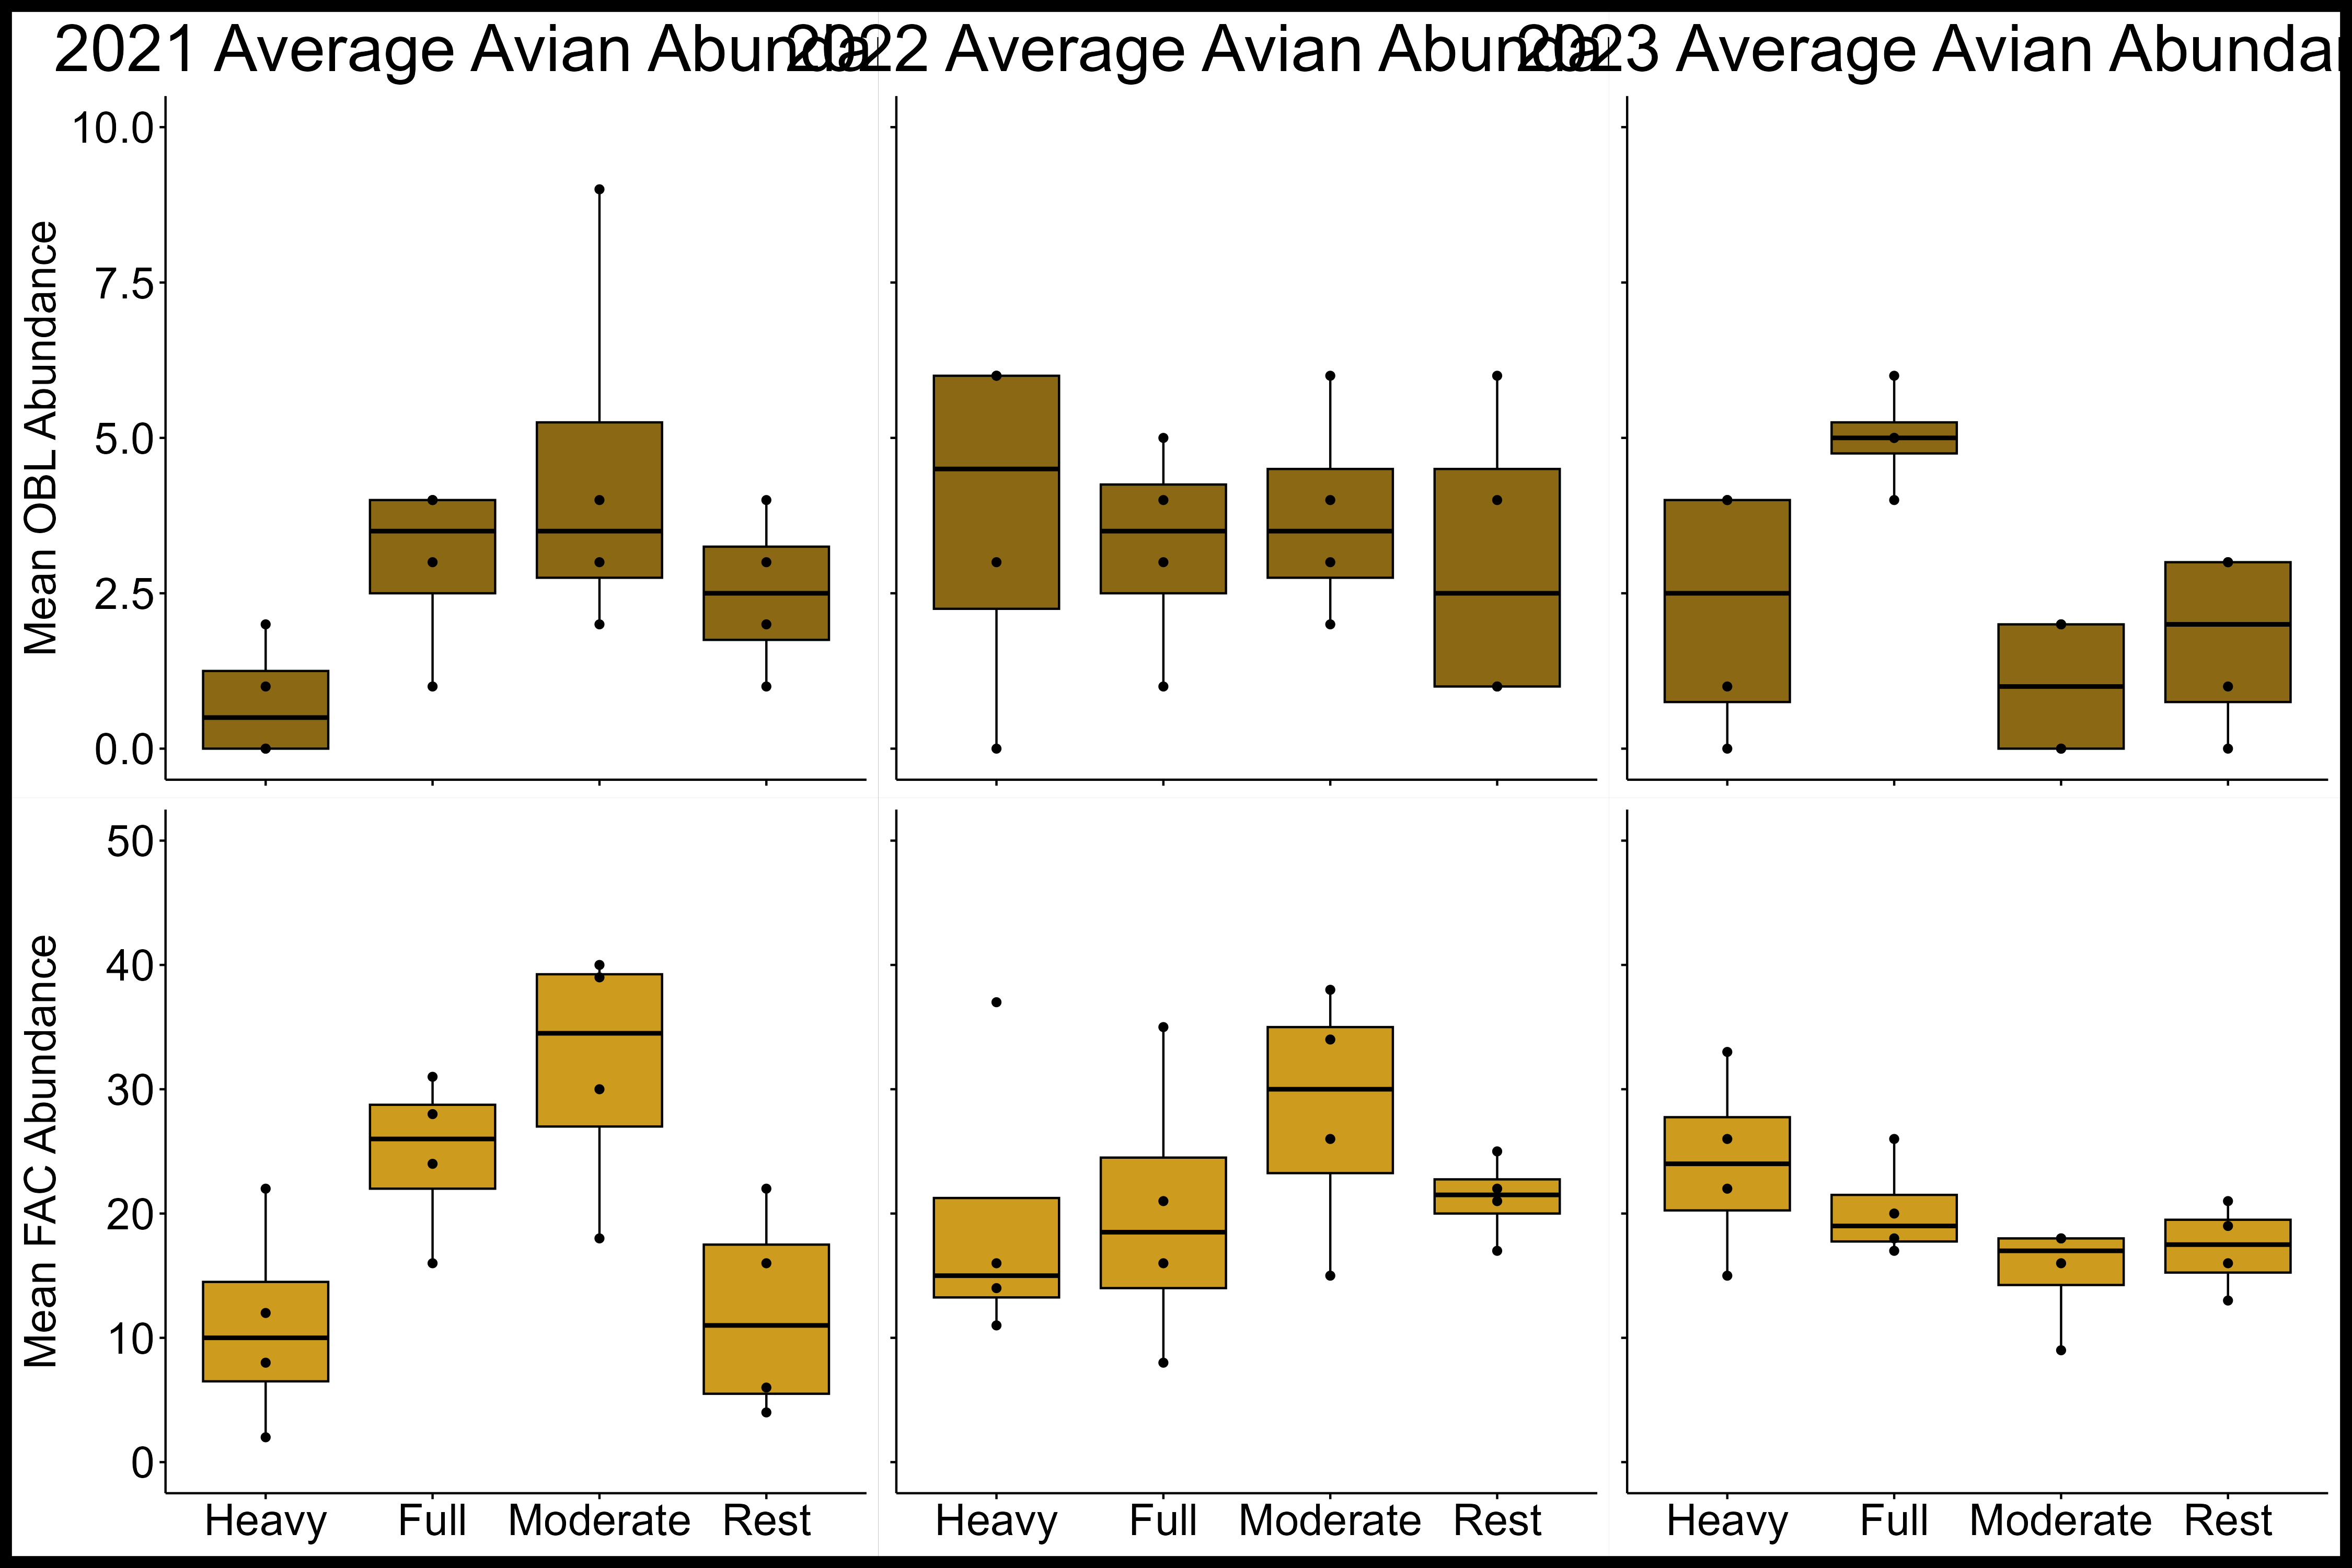 2021 Average Avian Abunda
2022 Average Avian Abunda
2023 Average Avian Abundan
Mean OBL Abundance
10.0
7.5
5.0
2.5
0.0
Mean FAC Abundance
50
40
30
20
10
0
Heavy Full Moderate Rest
Heavy Full Moderate Rest
Heavy Full Moderate Rest